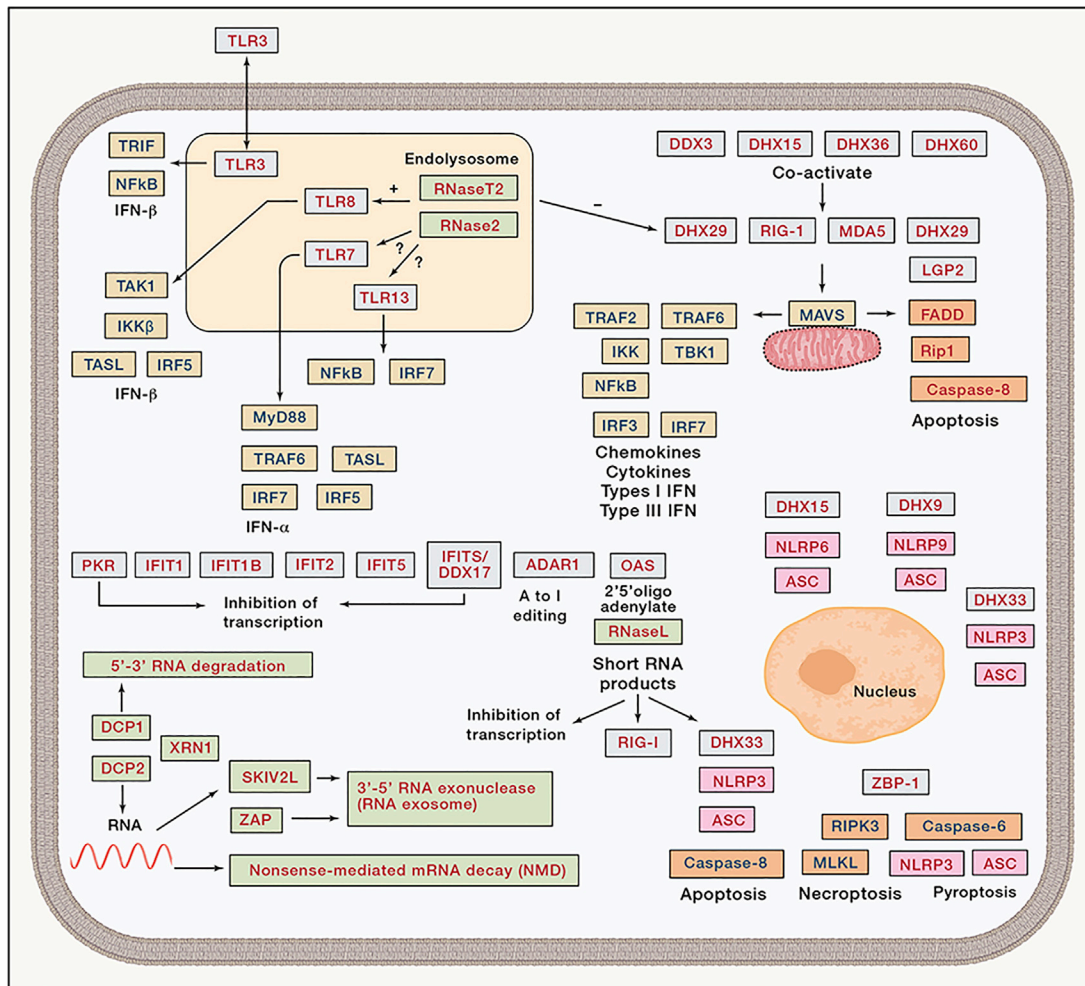 TLR3
TRIF
TLR3
NFkB
IFN-β
Endolysosome
RNaseT2
+
TLR8
RNase2
TLR7
?
?
TLR13
–
DDX3
DHX15
DHX36
DHX60
Co-activate
DHX29
RIG-1
MDA5
DHX29
LGP2
TAK1
IKKβ
TASL
IRF5
IFN-β
NFkB
IRF7
MyD88
TRAF6
TASL
IRF7
IRF5
IFN-α
TRAF2
TRAF6
MAVS
FADD
IKK
TBK1
Rip1
NFkB
Caspase-8
Apoptosis
IRF3
IRF7
Chemokines
Cytokines
Types I IFN
Type III IFN
DHX15
DHX9
NLRP6
NLRP9
ASC
ASC
DHX33
NLRP3
ASC
Nucleus
PKR
IFIT1
IFIT1B
IFIT2
IFIT5
IFITS/
DDX17
ADAR1
OAS
Inhibition of
transcription
A to I
editing
2'5'oligo
adenylate
RNaseL
Short RNA
products
Inhibition of
transcription
RIG-I
DHX33
NLRP3
ASC
5'-3' RNA degradation
DCP1
XRN1
DCP2
RNA
SKIV2L
ZAP
3'-5' RNA exonuclease
(RNA exosome)
Nonsense-mediated mRNA decay (NMD)
ZBP-1
RIPK3
Caspase-6
Caspase-8
MLKL
NLRP3
ASC
Apoptosis
Necroptosis
Pyroptosis